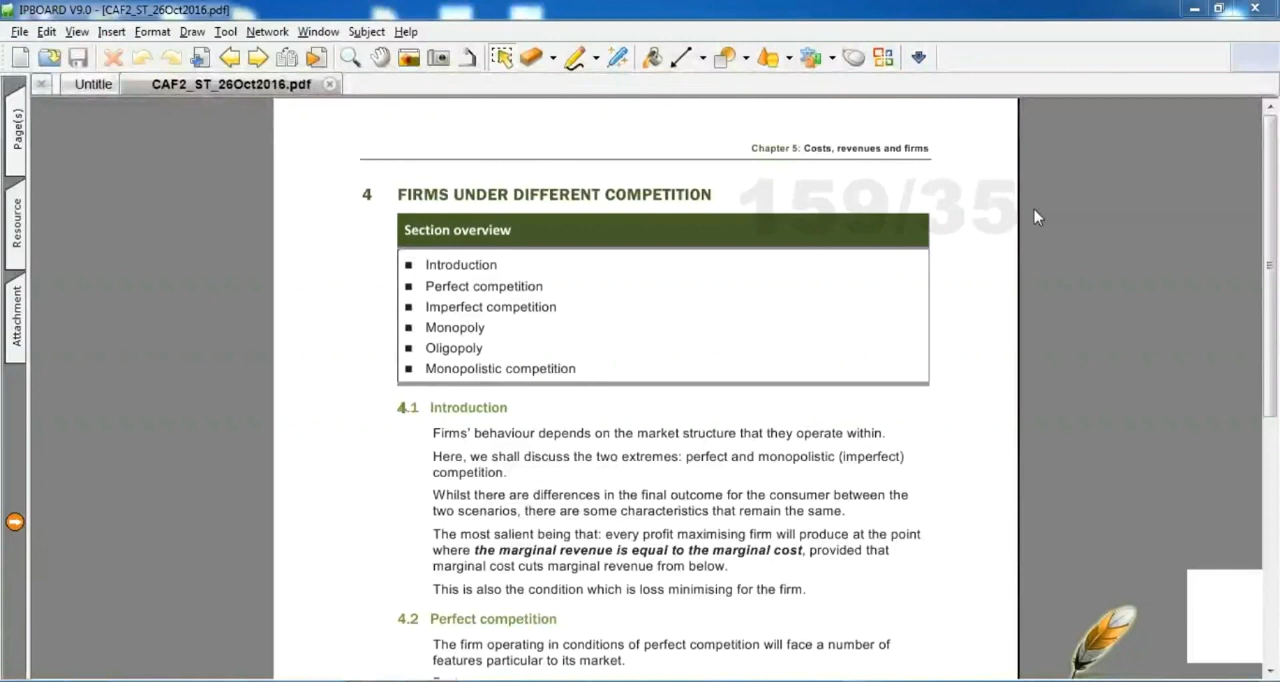 IPBOARD V9.0 - [CAF2_ST_26Oct2016.pdf]
File Edit View Insert Format Draw Tool Network Window Subject Help
Untitle CAF2_ST_26Oct2016.pdf
Page(s)
Resource
Attachment
Chapter 5: Costs, revenues and firms
159/35
4 FIRMS UNDER DIFFERENT COMPETITION
Section overview
■ Introduction
■ Perfect competition
■ Imperfect competition
■ Monopoly
■ Oligopoly
■ Monopolistic competition
4.1 Introduction
Firms' behaviour depends on the market structure that they operate within.
Here, we shall discuss the two extremes: perfect and monopolistic (imperfect)
competition.
Whilst there are differences in the final outcome for the consumer between the
two scenarios, there are some characteristics that remain the same.
The most salient being that: every profit maximising firm will produce at the point
where the marginal revenue is equal to the marginal cost, provided that
marginal cost cuts marginal revenue from below.
This is also the condition which is loss minimising for the firm.
4.2 Perfect competition
The firm operating in conditions of perfect competition will face a number of
features particular to its market.